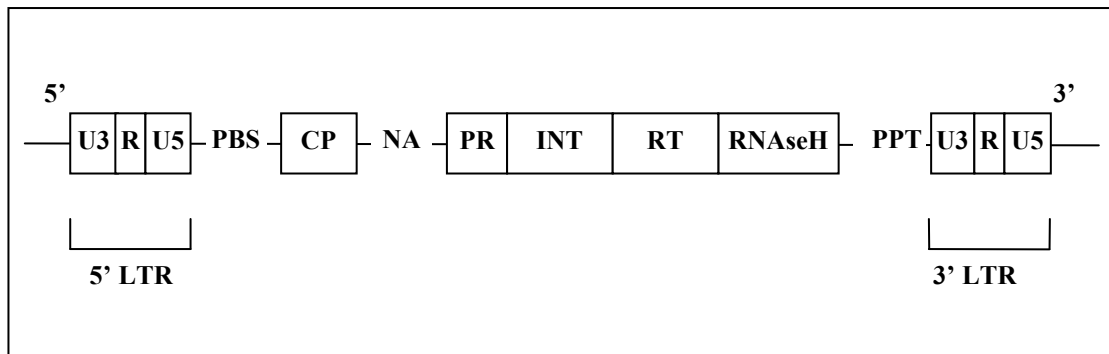 5’ 3’
U3 R U5 PBS CP NA PR INT RT RNAseH PPT U3 R U5
5’ LTR 3’ LTR